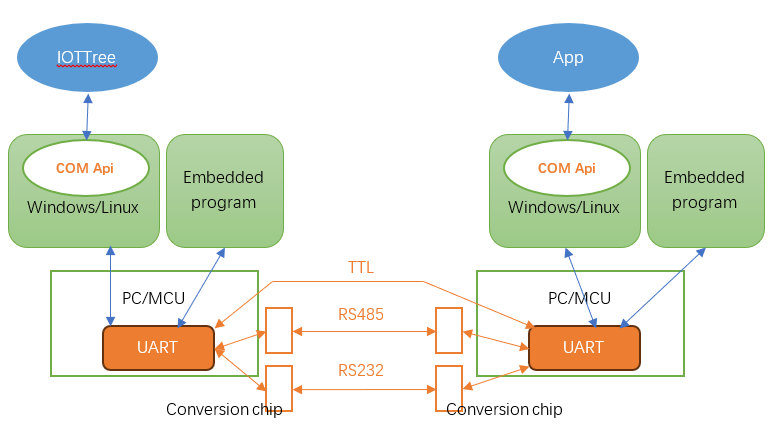 IOTTree
App
COM Api
Windows/Linux
Embedded
program
COM Api
Windows/Linux
Embedded
program
TTL
PC/MCU
PC/MCU
RS485
UART
UART
RS232
Conversion chip
Conversion chip